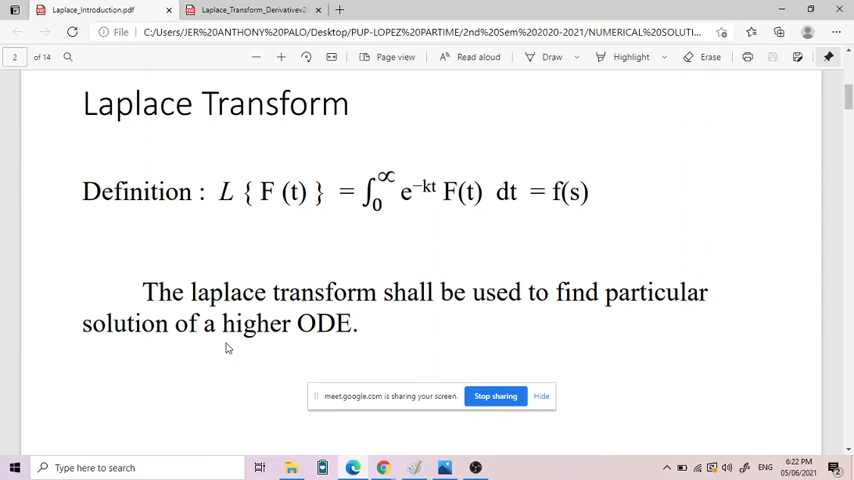 Laplace_Introduction.pdf
Laplace_Transform_Derivativev2.
File
C:/Users/JER%20ANTHONY%20PALO/Desktop/PUP-LOPEZ%20PARTIME/2nd%20Sem%202020-2021/NUMERICAL%20SOLUTI...
2 of 14
Page view
Read aloud
Draw
Highlight
Erase
Laplace Transform
Definition : L { F (t) } = ∫₀^∝ e^−kt F(t) dt = f(s)
The laplace transform shall be used to find particular
solution of a higher ODE.
meet.google.com is sharing your screen.
Stop sharing
Hide
Type here to search
ENG
6:22 PM
05/06/2021
2